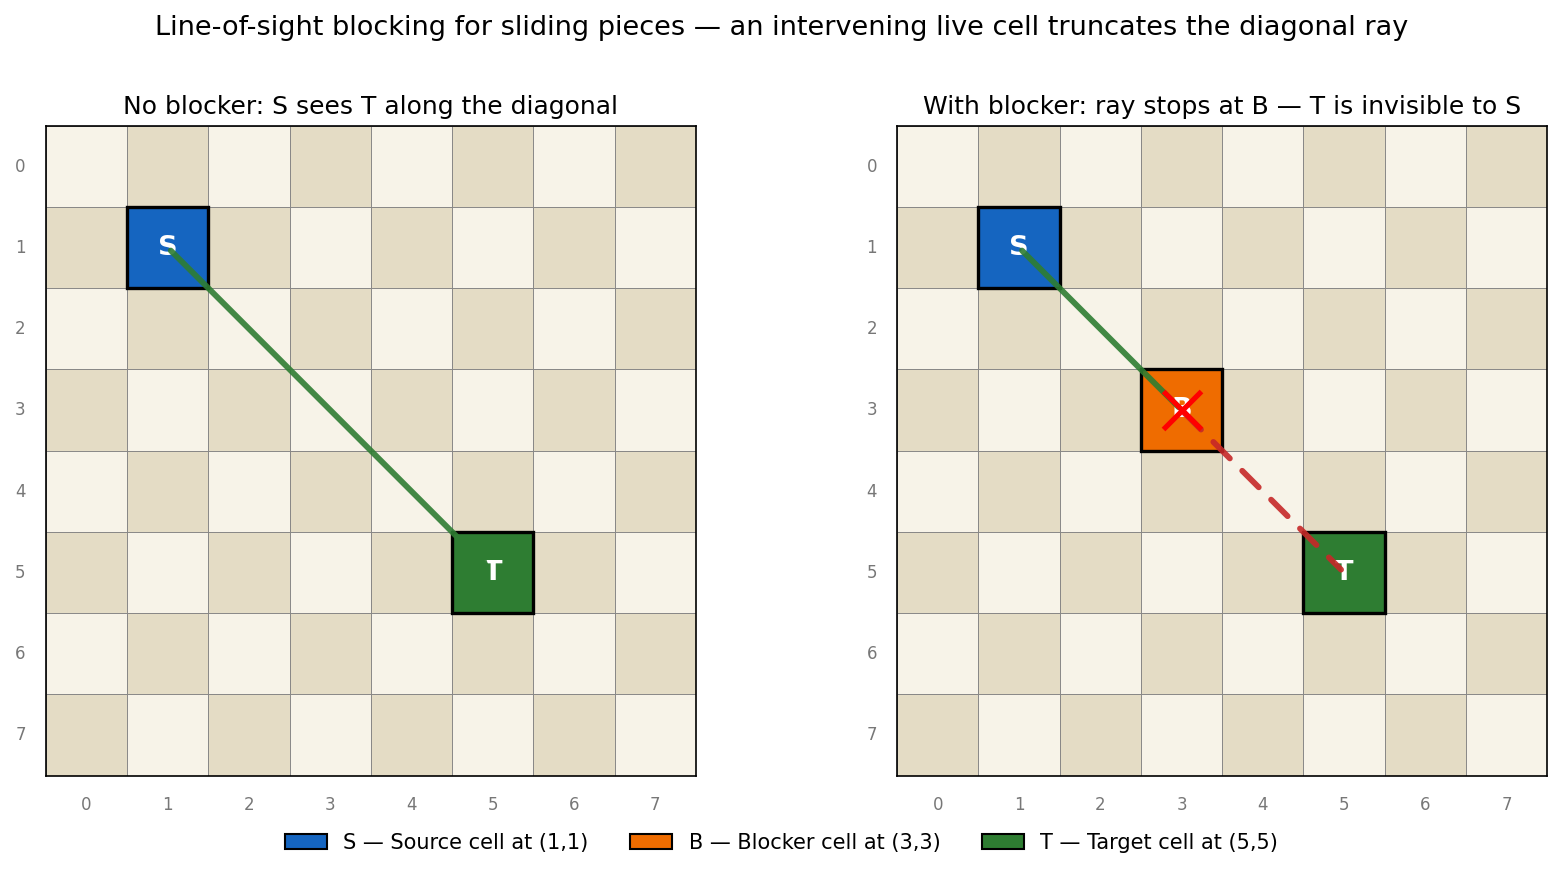 Line-of-sight blocking for sliding pieces — an intervening live cell truncates the diagonal ray
No blocker: S sees T along the diagonal
0
1
2
3
4
5
6
7
S
T
0 1 2 3 4 5 6 7
With blocker: ray stops at B — T is invisible to S
0
1
2
3
4
5
6
7
S
B
T
0 1 2 3 4 5 6 7
S — Source cell at (1,1) B — Blocker cell at (3,3) T — Target cell at (5,5)